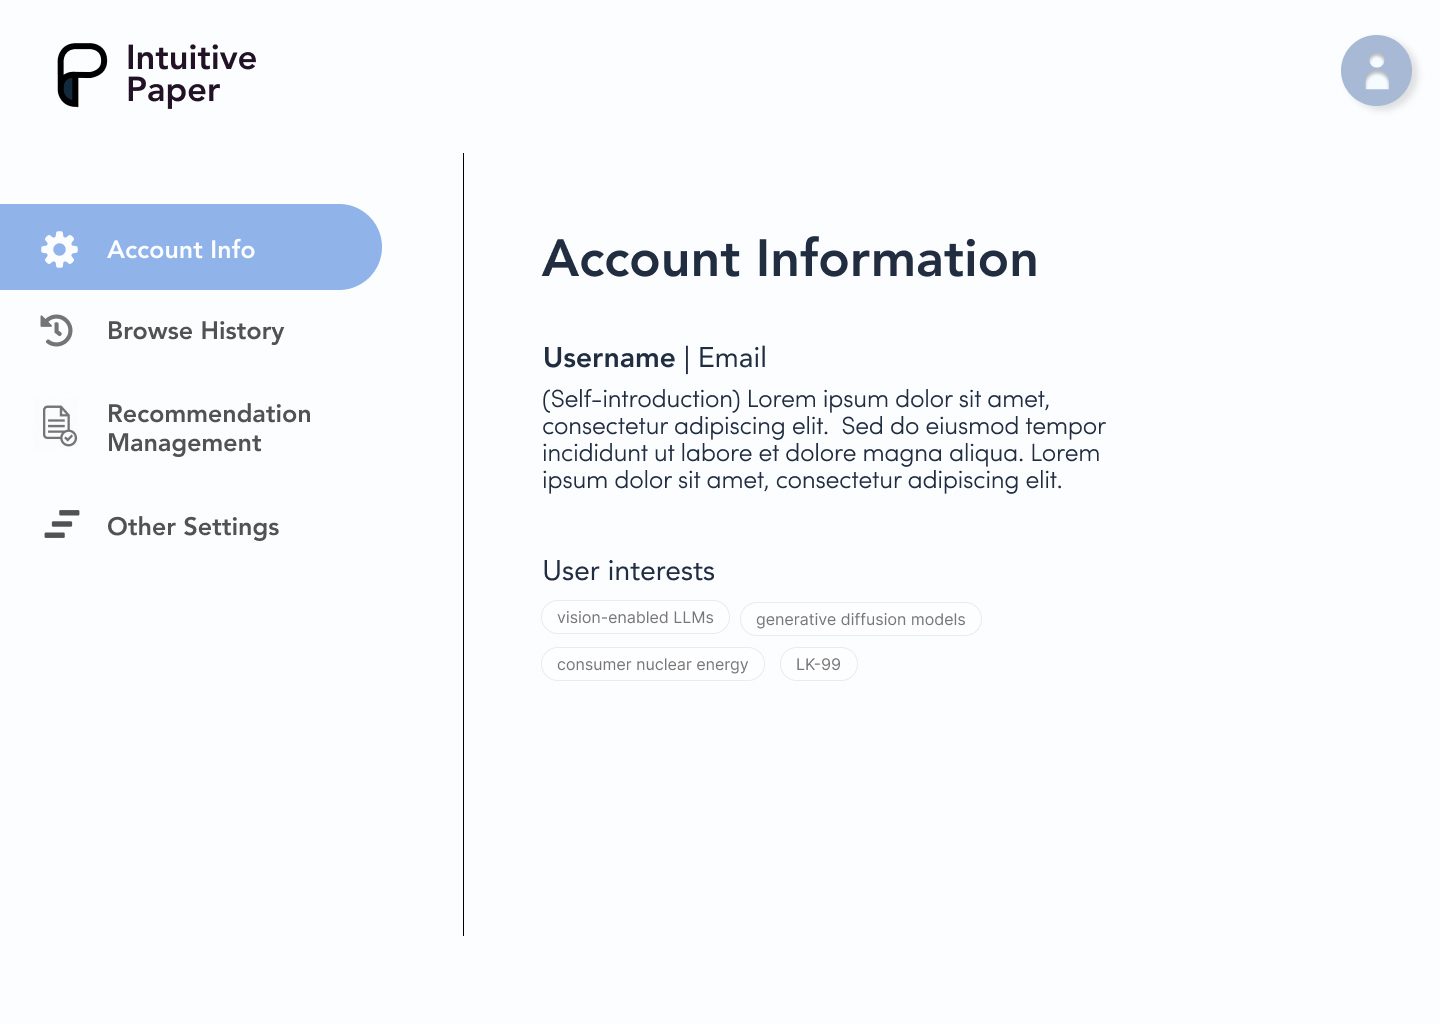 Intuitive
Paper
Account Info
Browse History
Recommendation
Management
Other Settings
Account Information
Username | Email
(Self-introduction) Lorem ipsum dolor sit amet,
consectetur adipiscing elit.  Sed do eiusmod tempor
incididunt ut labore et dolore magna aliqua. Lorem
ipsum dolor sit amet, consectetur adipiscing elit.
User interests
vision-enabled LLMs
generative diffusion models
consumer nuclear energy
LK-99